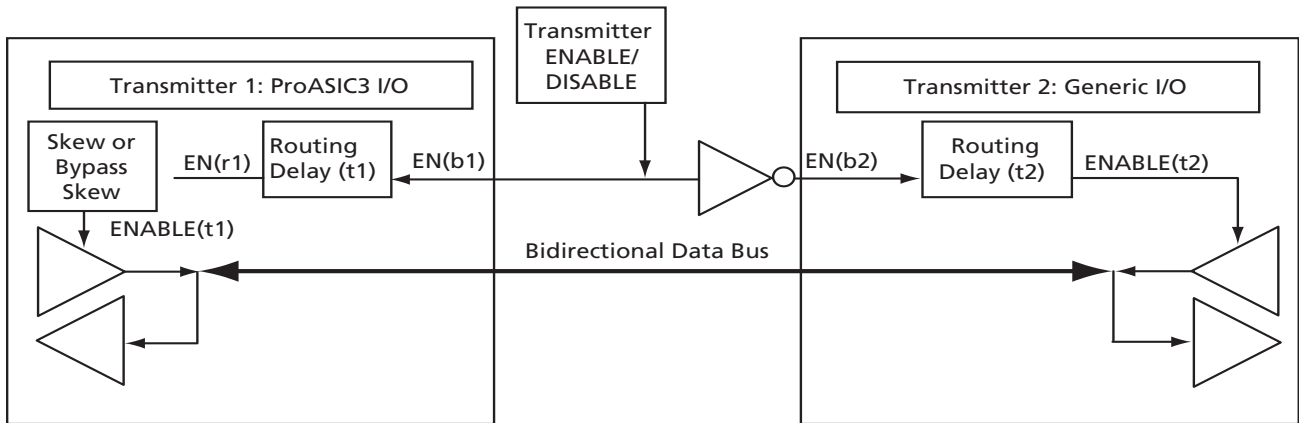 Transmitter
ENABLE/
DISABLE
Transmitter 1: ProASIC3 I/O
Transmitter 2: Generic I/O
Skew or
Bypass
Skew
EN(r1)
Routing
Delay (t1)
EN(b1)
EN(b2)
Routing
Delay (t2)
ENABLE(t2)
ENABLE(t1)
Bidirectional Data Bus